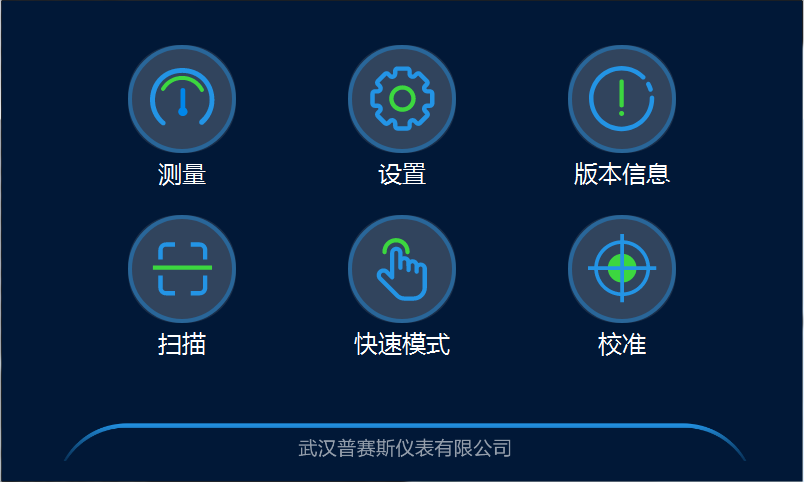 测量
设置
版本信息
扫描
快速模式
校准
武汉普赛斯仪表有限公司